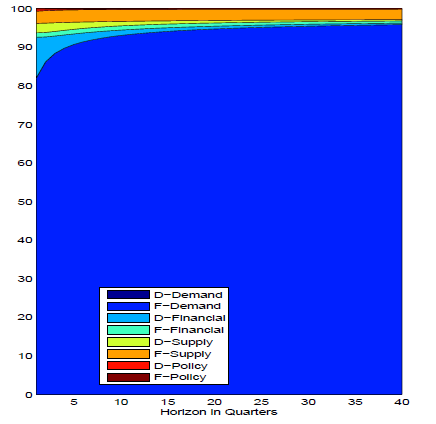 100
90
80
70
60
50
40
30
20
10
0
D-Demand
F-Demand
D-Financial
F-Financial
D-Supply
F-Supply
D-Policy
F-Policy
5 10 15 20 25 30 35 40
Horizon in Quarters